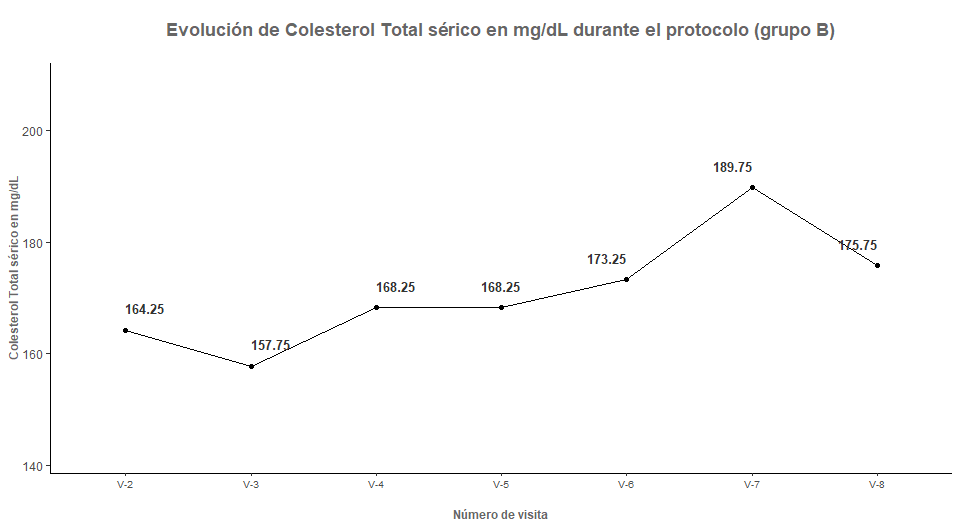 Evolución de Colesterol Total sérico en mg/dL durante el protocolo (grupo B)
Colesterol Total sérico en mg/dL
200
180
160
140
164.25
157.75
168.25
168.25
173.25
189.75
175.75
V-2
V-3
V-4
V-5
V-6
V-7
V-8
Número de visita